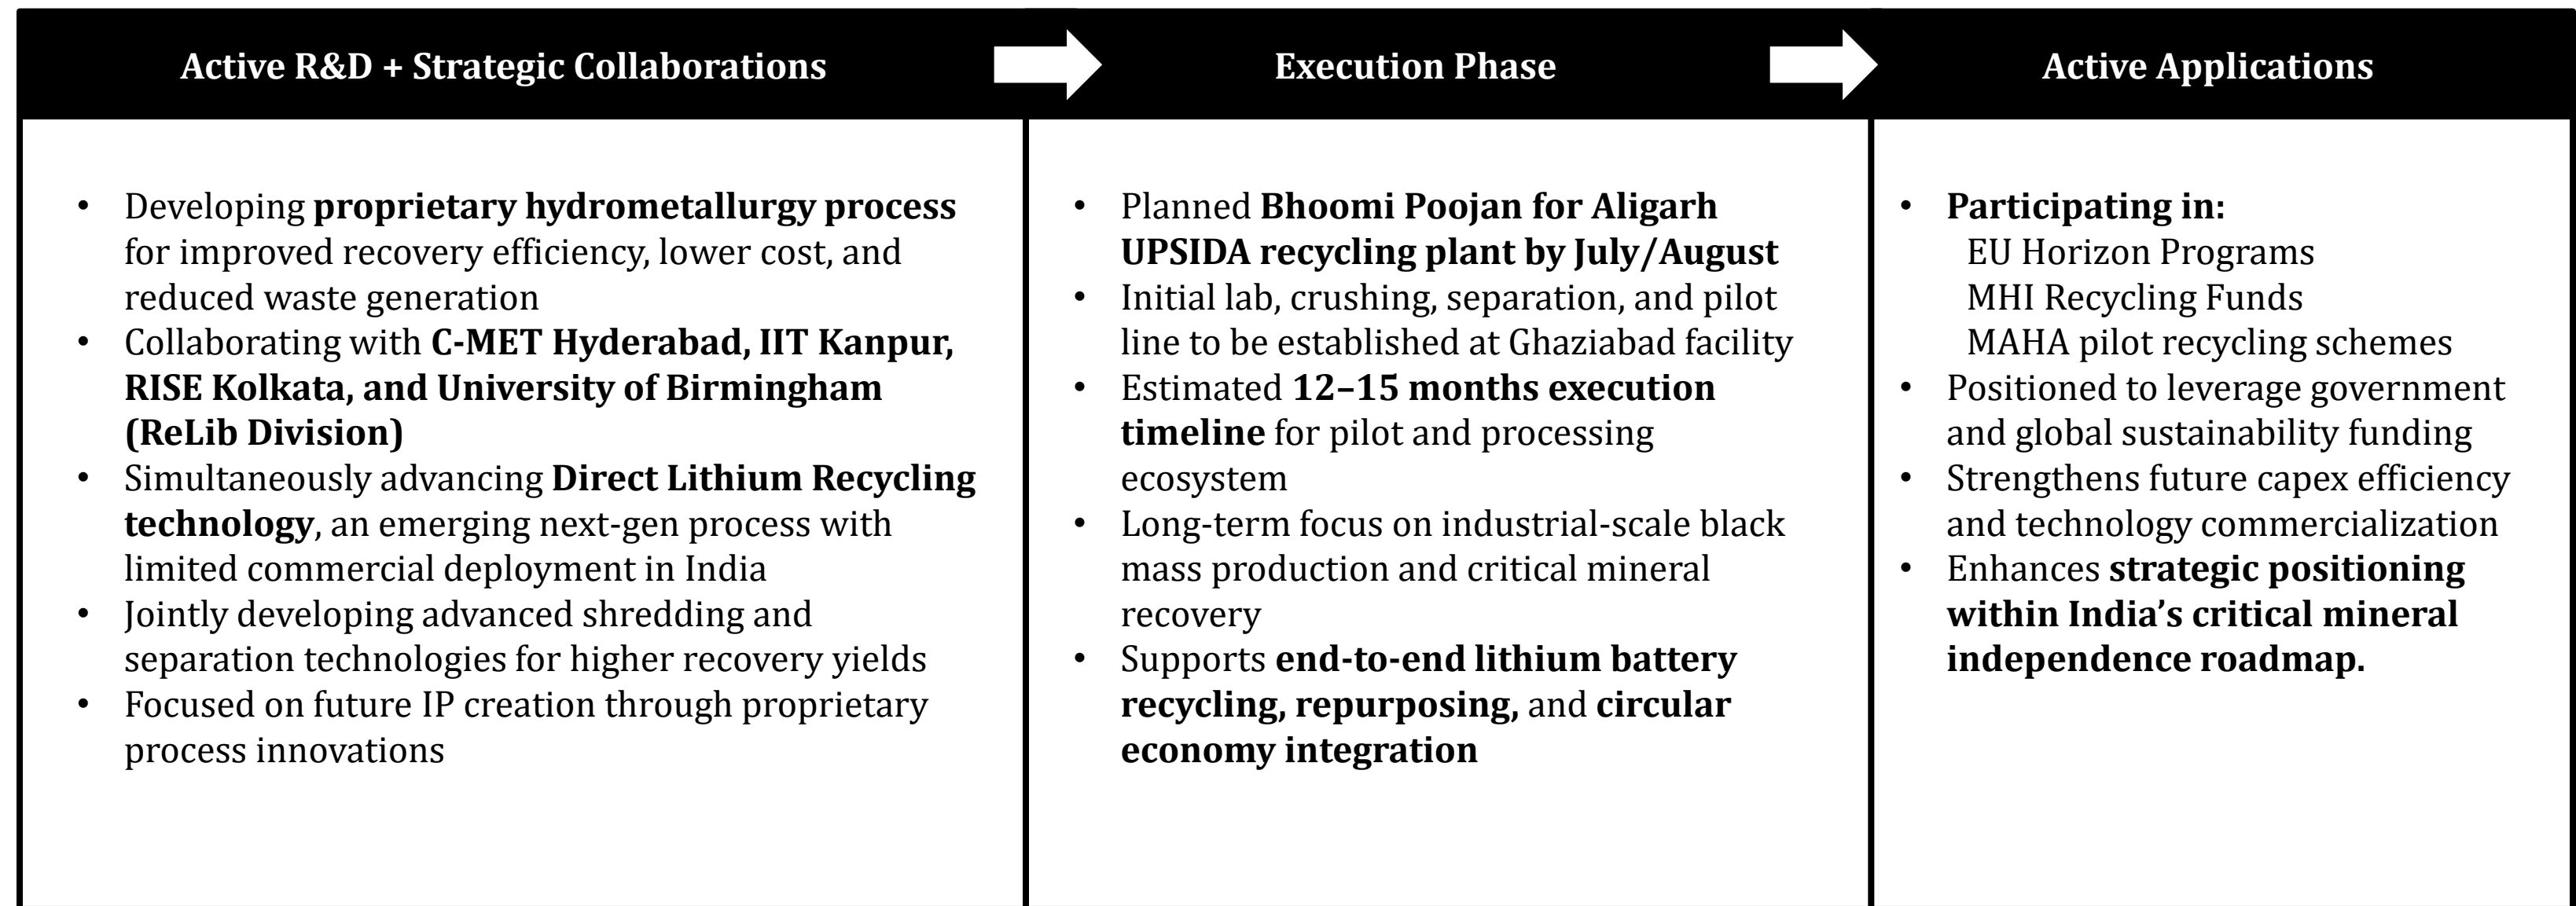 Active R&D + Strategic Collaborations
Execution Phase
Active Applications
• Developing proprietary hydrometallurgy process
for improved recovery efficiency, lower cost, and
reduced waste generation
• Collaborating with C-MET Hyderabad, IIT Kanpur,
RISE Kolkata, and University of Birmingham
(ReLib Division)
• Simultaneously advancing Direct Lithium Recycling
technology, an emerging next-gen process with
limited commercial deployment in India
• Jointly developing advanced shredding and
separation technologies for higher recovery yields
• Focused on future IP creation through proprietary
process innovations
• Planned Bhoomi Poojan for Aligarh
UPSIDA recycling plant by July/August
• Initial lab, crushing, separation, and pilot
line to be established at Ghaziabad facility
• Estimated 12–15 months execution
timeline for pilot and processing
ecosystem
• Long-term focus on industrial-scale black
mass production and critical mineral
recovery
• Supports end-to-end lithium battery
recycling, repurposing, and circular
economy integration
• Participating in:
EU Horizon Programs
MHI Recycling Funds
MAHA pilot recycling schemes
• Positioned to leverage government
and global sustainability funding
• Strengthens future capex efficiency
and technology commercialization
• Enhances strategic positioning
within India’s critical mineral
independence roadmap.